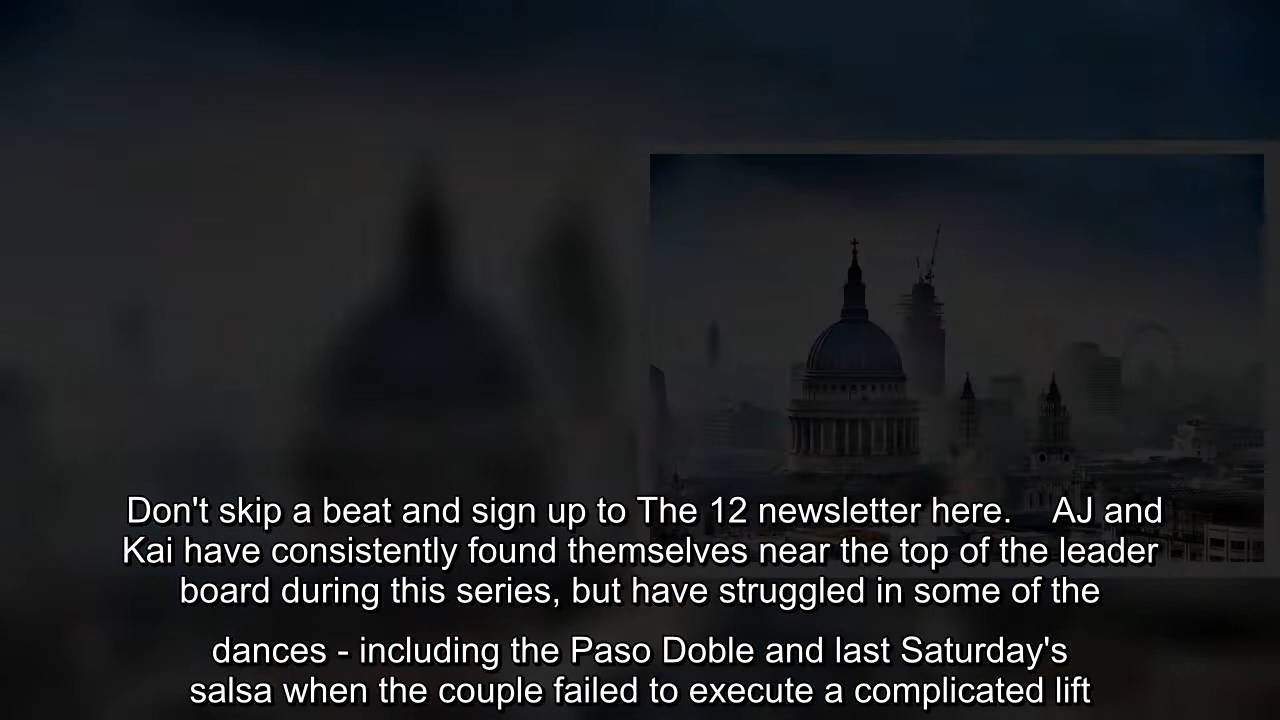 Don't skip a beat and sign up to The 12 newsletter here. AJ and
Kai have consistently found themselves near the top of the leader
board during this series, but have struggled in some of the
dances - including the Paso Doble and last Saturday's
salsa when the couple failed to execute a complicated lift